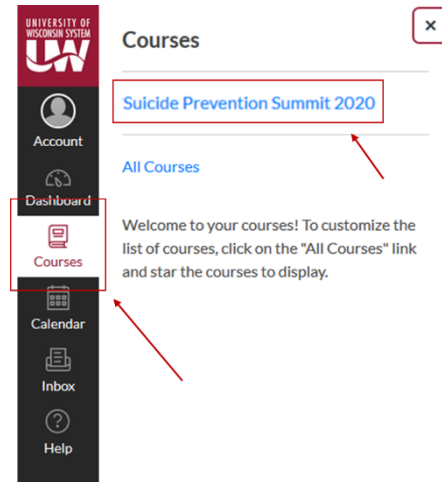 UNIVERSITY OF
WISCONSIN SYSTEM
UW
Account
Dashboard
Courses
Calendar
Inbox
Help
Courses
×
Suicide Prevention Summit 2020
All Courses
Welcome to your courses! To customize the
list of courses, click on the "All Courses" link
and star the courses to display.